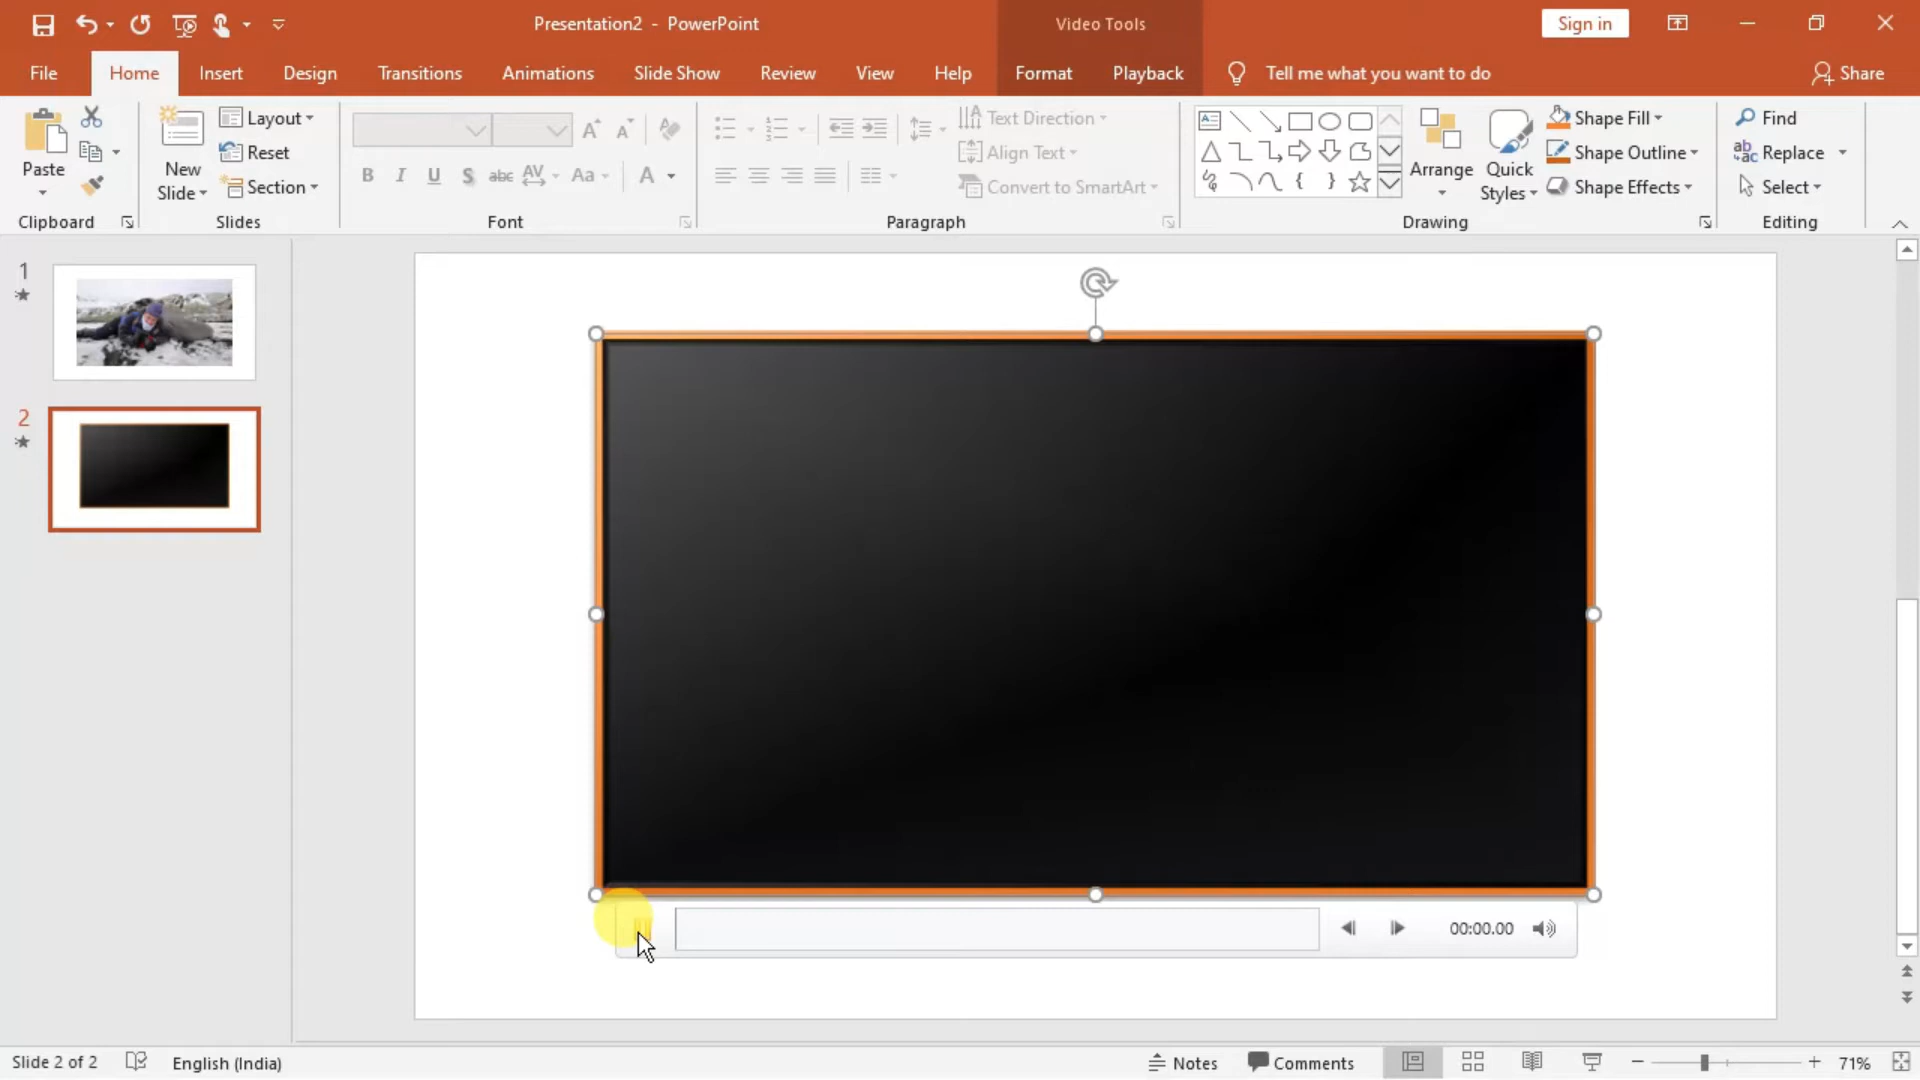 Presentation2 - PowerPoint
Video Tools
Sign in
File
Home
Insert
Design
Transitions
Animations
Slide Show
Review
View
Help
Format
Playback
Tell me what you want to do
Share
Paste
Clipboard
New
Slide
Layout
Reset
Section
Slides
B I U S abc AV Aa A
Font
Text Direction
Align Text
Convert to SmartArt
Paragraph
Arrange
Quick
Styles
Shape Fill
Shape Outline
Shape Effects
Drawing
Find
Replace
Select
Editing
1
2
00:00.00
Slide 2 of 2
English (India)
Notes
Comments
71%